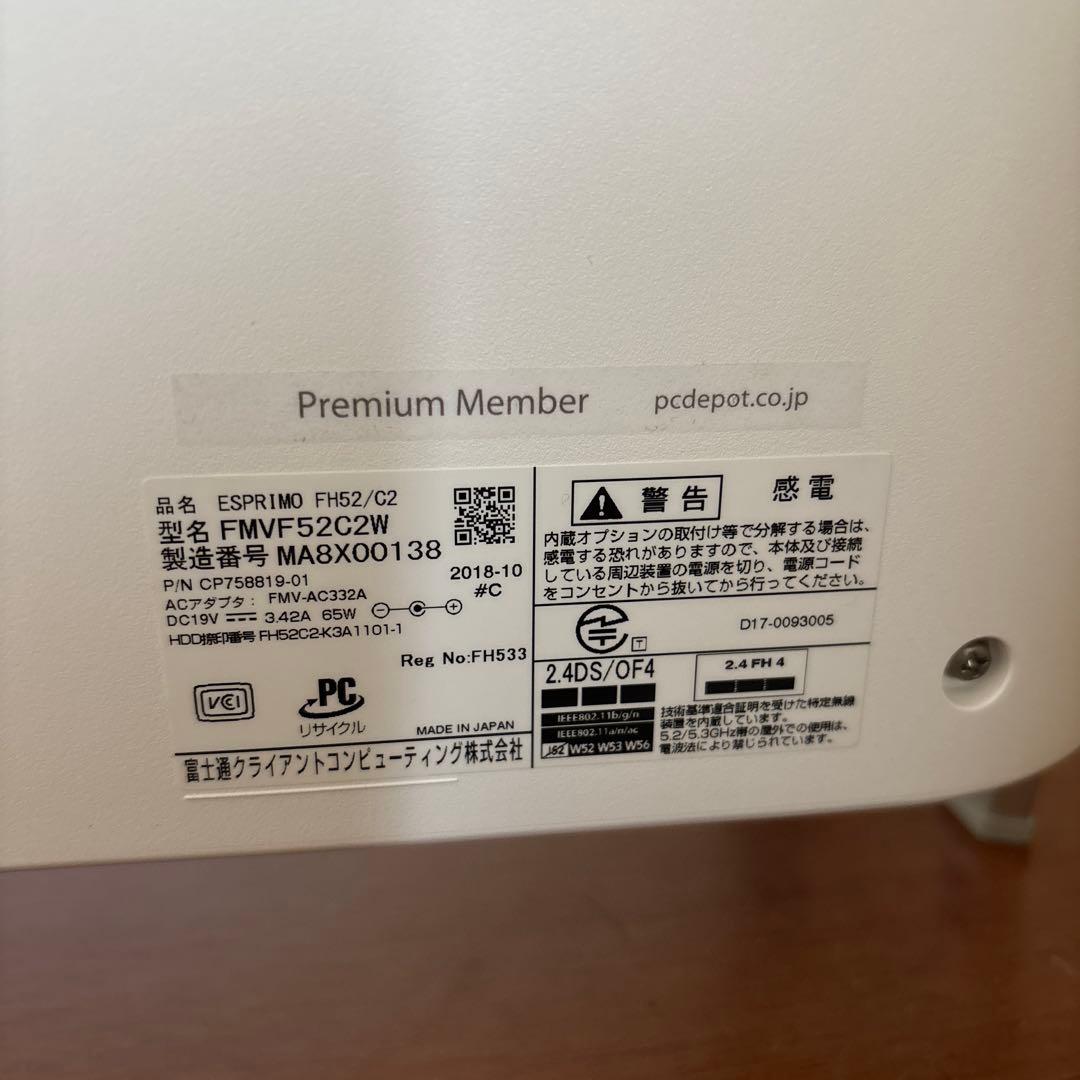 Premium Member pcdepot.co.jp
品名 ESPRIMO FH52/C2
型名 FMVF52C2W
製造番号 MA8X00138
P/N CP758819-01
2018-10
#C
ACアダプタ: FMV-AC332A
DC19V 3.42A 65W
HDD捺印番号 FH52C2-K3A1101-1
Reg No:FH533
VCCI
PC
リサイクル
MADE IN JAPAN
富士通クライアントコンピューティング株式会社
警告 感電
内蔵オプションの取付け等で分解する場合は、
感電する恐れがありますので、本体及び接続
している周辺装置の電源を切り、電源コード
をコンセントから抜いてから行ってください。
T D17-0093005
2.4DS/OF4
IEEE802.11b/g/n
IEEE802.11a/n/ac
J52 W52 W53 W56
2.4 FH 4
技術基準適合証明を受けた特定無線
装置を内蔵しています。
5.2/5.3GHz帯の屋外での使用は、
電波法により禁じられています。